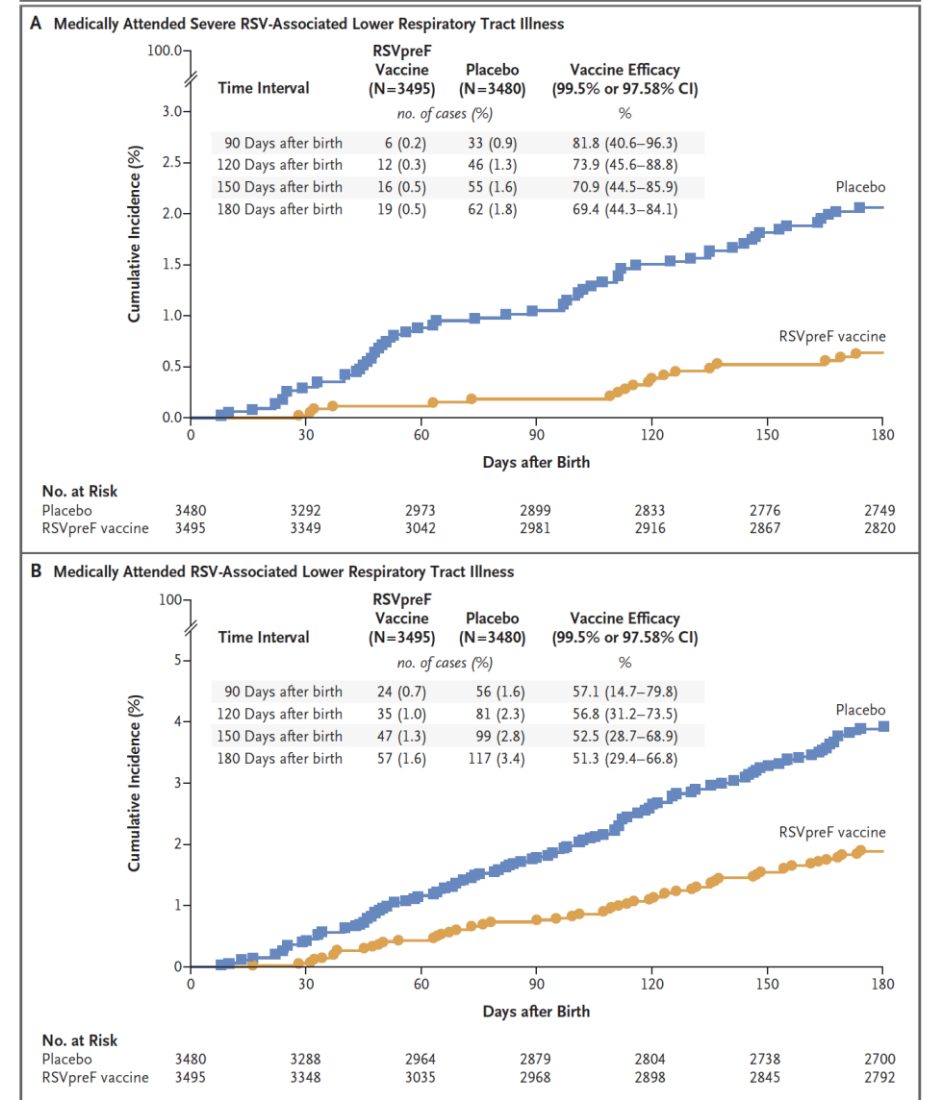 A Medically Attended Severe RSV-Associated Lower Respiratory Tract Illness
100.0
3.0
2.5
2.0
1.5
1.0
0.5
0.0
Cumulative Incidence (%)
RSVpreF
Vaccine Placebo Vaccine Efficacy
Time Interval (N=3495) (N=3480) (99.5% or 97.58% CI)
no. of cases (%) %
90 Days after birth 6 (0.2) 33 (0.9) 81.8 (40.6–96.3)
120 Days after birth 12 (0.3) 46 (1.3) 73.9 (45.6–88.8)
150 Days after birth 16 (0.5) 55 (1.6) 70.9 (44.5–85.9)
180 Days after birth 19 (0.5) 62 (1.8) 69.4 (44.3–84.1)
Placebo
RSVpreF vaccine
0 30 60 90 120 150 180
Days after Birth
No. at Risk
Placebo 3480 3292 2973 2899 2833 2776 2749
RSVpreF vaccine 3495 3349 3042 2981 2916 2867 2820
B Medically Attended RSV-Associated Lower Respiratory Tract Illness
100
5
4
3
2
1
0
Cumulative Incidence (%)
RSVpreF
Vaccine Placebo Vaccine Efficacy
Time Interval (N=3495) (N=3480) (99.5% or 97.58% CI)
no. of cases (%) %
90 Days after birth 24 (0.7) 56 (1.6) 57.1 (14.7–79.8)
120 Days after birth 35 (1.0) 81 (2.3) 56.8 (31.2–73.5)
150 Days after birth 47 (1.3) 99 (2.8) 52.5 (28.7–68.9)
180 Days after birth 57 (1.6) 117 (3.4) 51.3 (29.4–66.8)
Placebo
RSVpreF vaccine
0 30 60 90 120 150 180
Days after Birth
No. at Risk
Placebo 3480 3288 2964 2879 2804 2738 2700
RSVpreF vaccine 3495 3348 3035 2968 2898 2845 2792